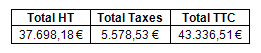 Total HT Total Taxes Total TTC
37.698,18 € 5.578,53 € 43.336,51 €